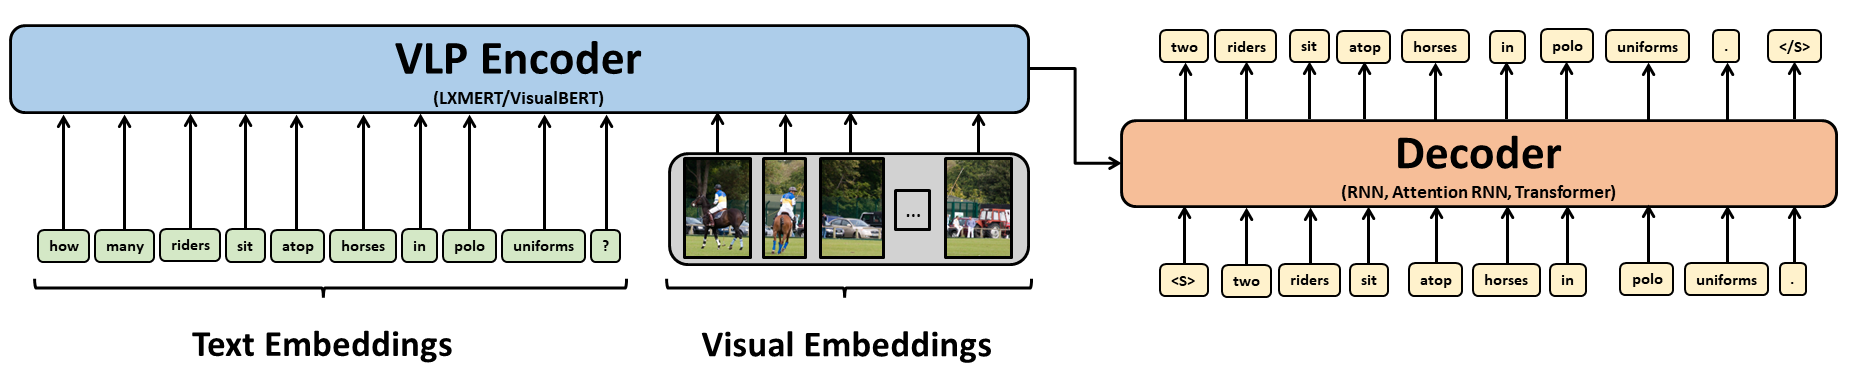 VLP Encoder
(LXMERT/VisualBERT)
how many riders sit atop horses in polo uniforms ?
...
Text Embeddings
Visual Embeddings
two riders sit atop horses in polo uniforms . </S>
Decoder
(RNN, Attention RNN, Transformer)
<S> two riders sit atop horses in polo uniforms .